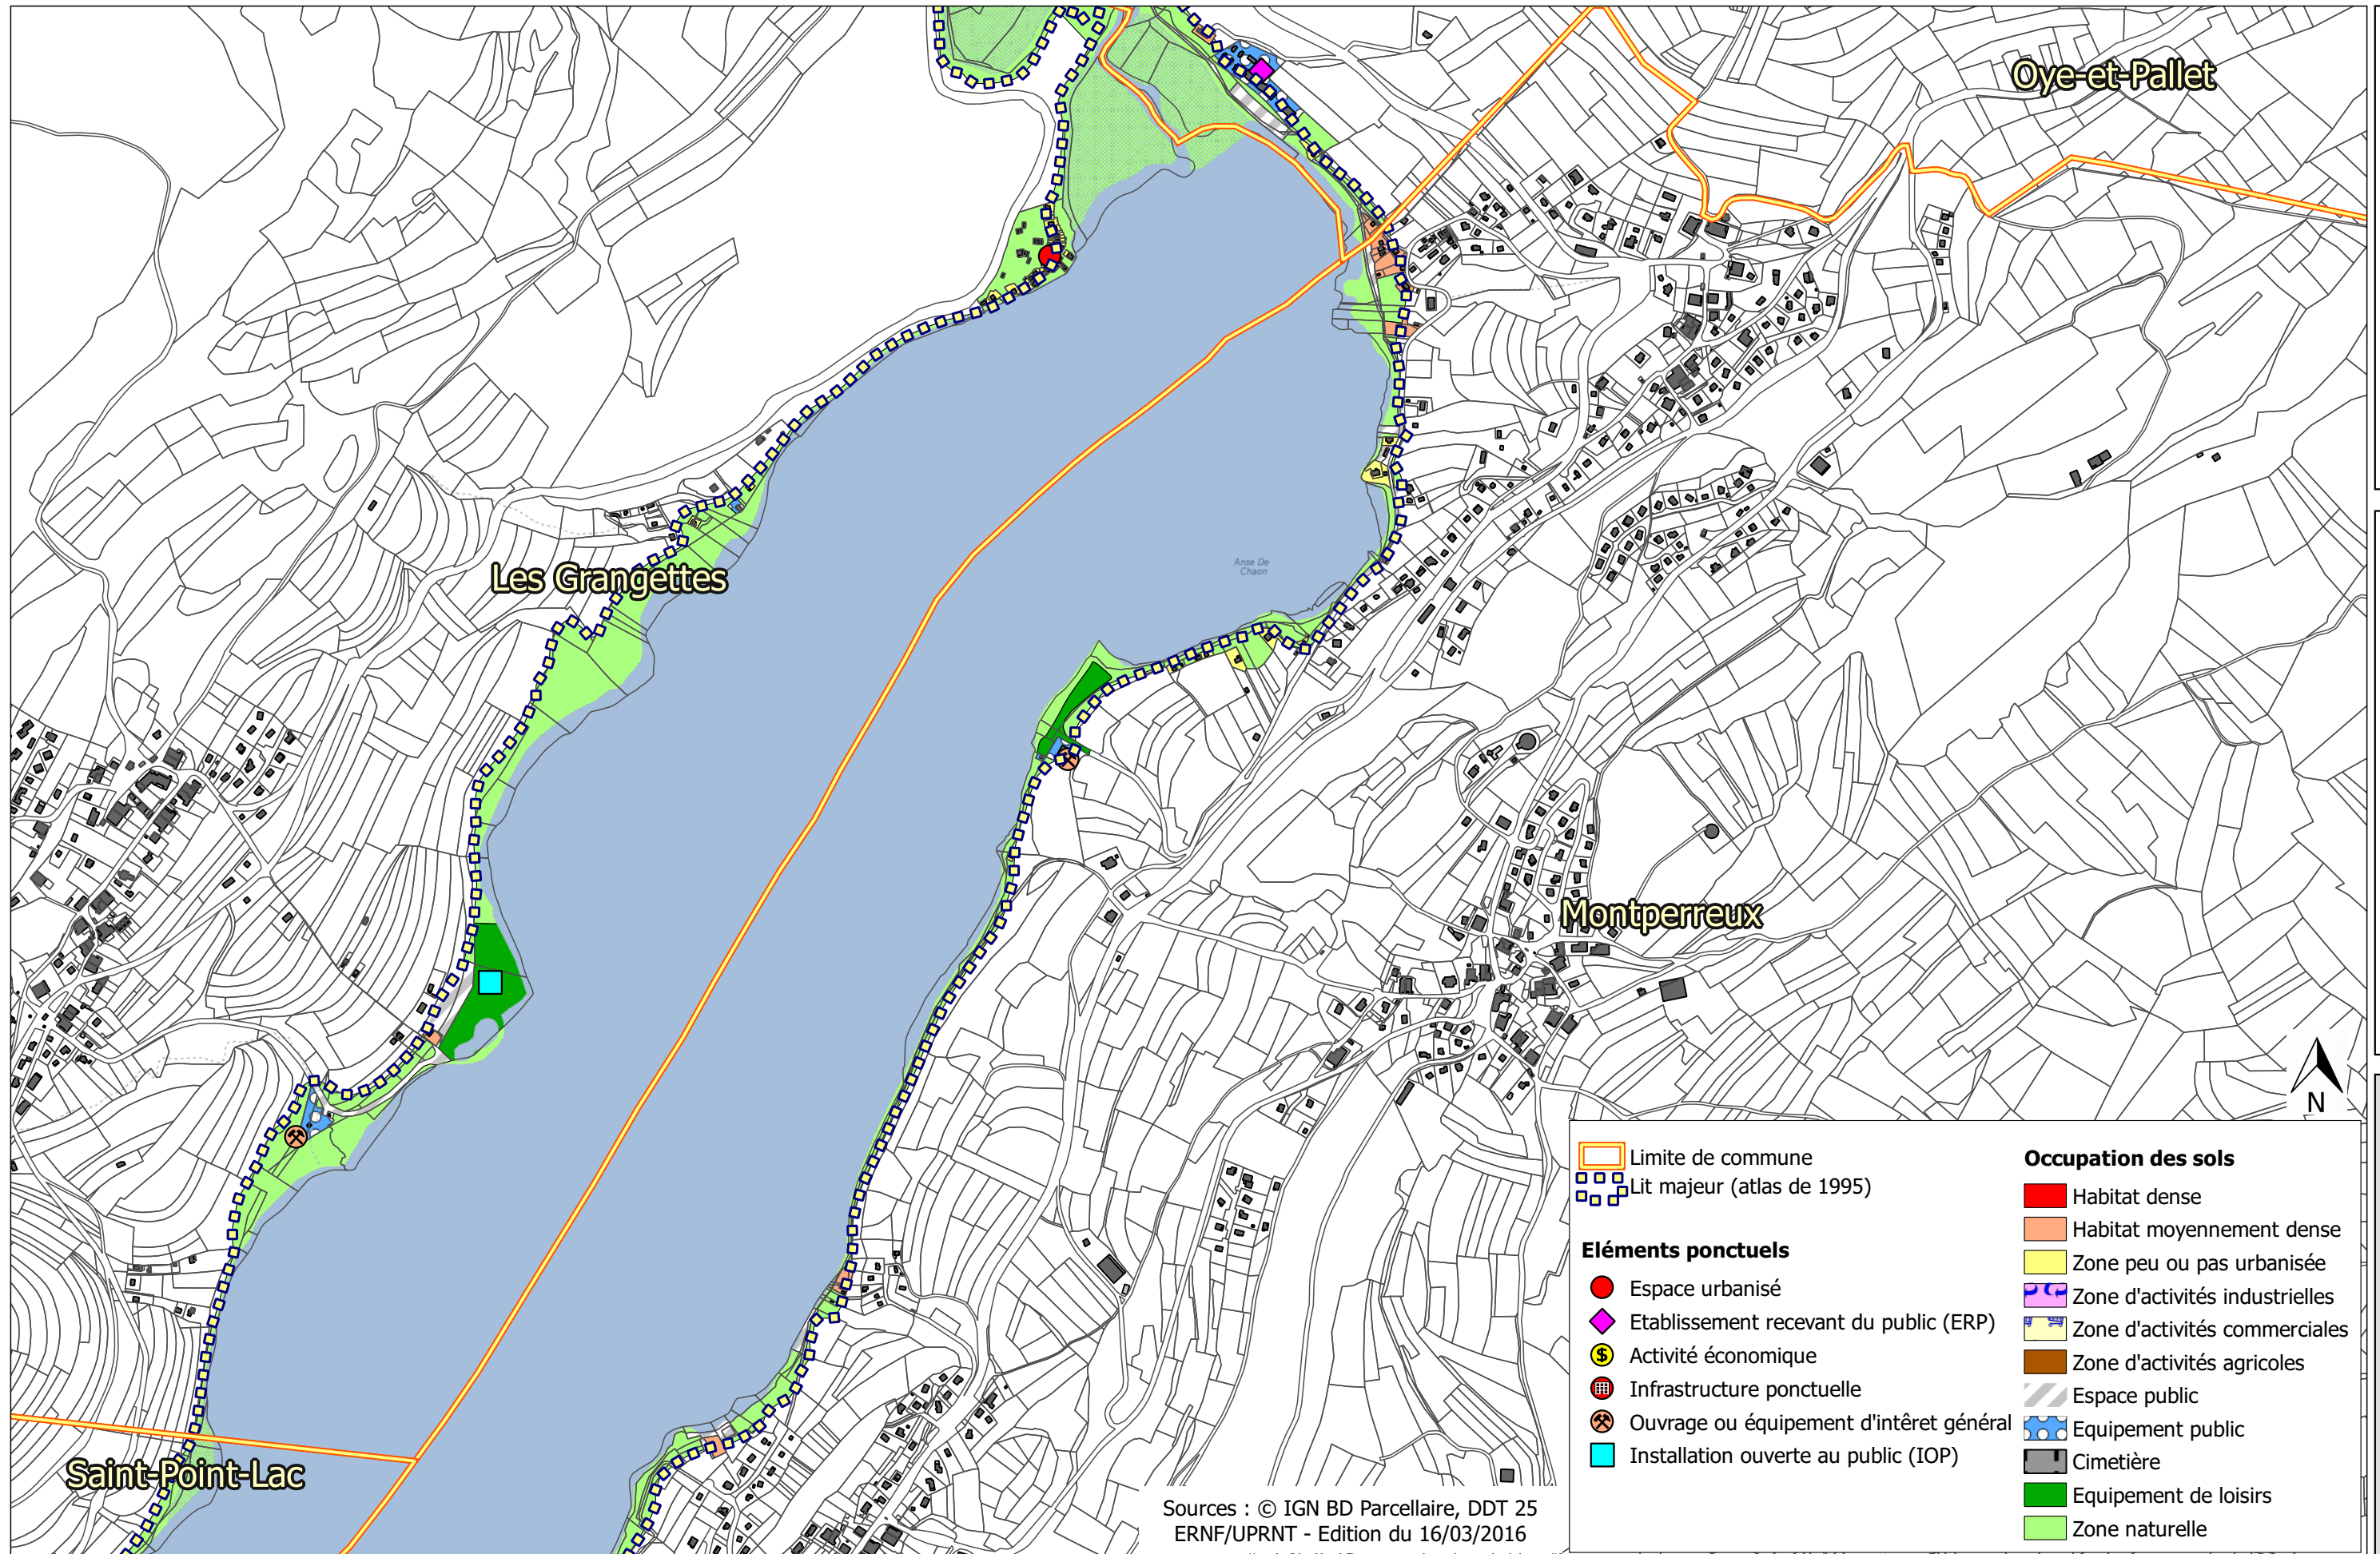 Oye-et-Pallet
Anse De
Chaon
Les Grangettes
Montperreux
Saint-Point-Lac
N
Limite de commune
Lit majeur (atlas de 1995)
Eléments ponctuels
Espace urbanisé
Etablissement recevant du public (ERP)
$ Activité économique
Infrastructure ponctuelle
Ouvrage ou équipement d'intêret général
Installation ouverte au public (IOP)
Occupation des sols
Habitat dense
Habitat moyennement dense
Zone peu ou pas urbanisée
Zone d'activités industrielles
Zone d'activités commerciales
Zone d'activités agricoles
Espace public
Equipement public
Cimetière
Equipement de loisirs
Zone naturelle
Sources : © IGN BD Parcellaire, DDT 25
ERNF/UPRNT - Edition du 16/03/2016